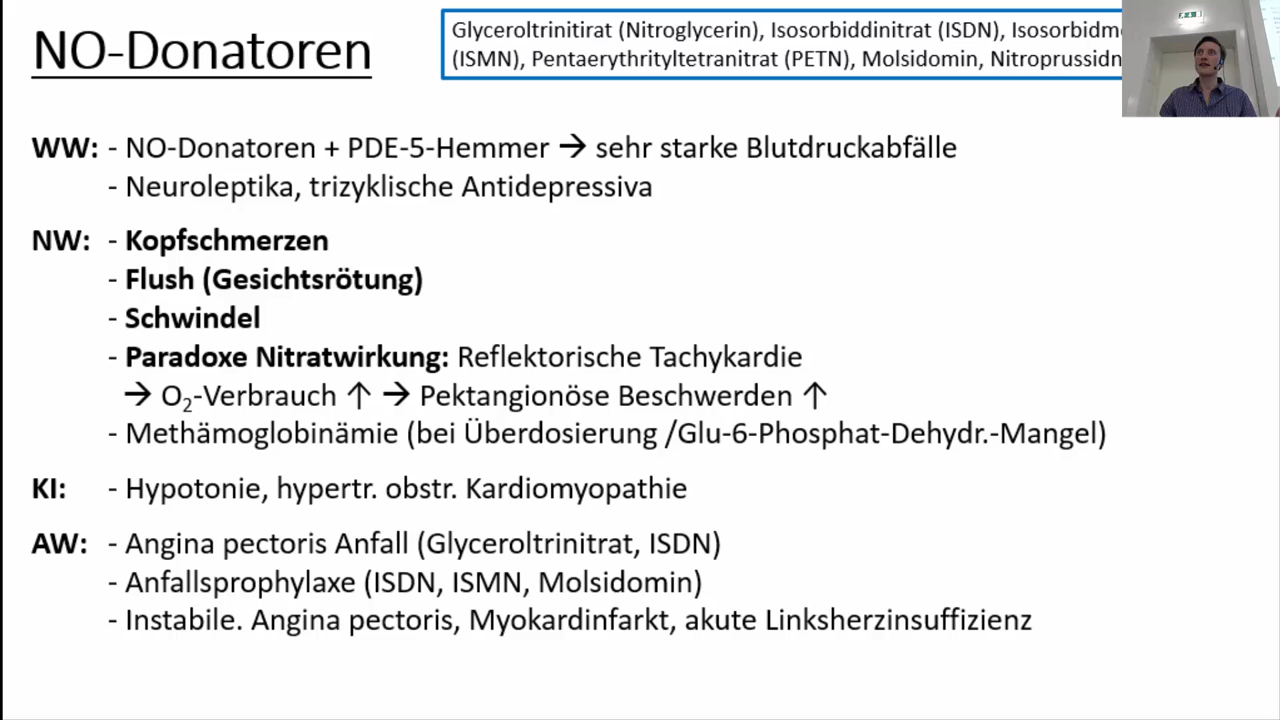 NO-Donatoren
Glyceroltrinitirat (Nitroglycerin), Isosorbiddinitrat (ISDN),
(ISMN), Pentaerythrityltetranitrat (PETN), Molsidomin,
WW: - NO-Donatoren + PDE-5-Hemmer → sehr starke Blutdruckabfälle
- Neuroleptika, trizyklische Antidepressiva
NW: - Kopfschmerzen
- Flush (Gesichtsrötung)
- Schwindel
- Paradoxe Nitratwirkung: Reflektorische Tachykardie
→ O₂-Verbrauch ↑ → Pektangionöse Beschwerden ↑
- Methämoglobinämie (bei Überdosierung /Glu-6-Phosphat-Dehydr.-Mangel)
KI: - Hypotonie, hypertr. obstr. Kardiomyopathie
AW: - Angina pectoris Anfall (Glyceroltrinitrat, ISDN)
- Anfallsprophylaxe (ISDN, ISMN, Molsidomin)
- Instabile. Angina pectoris, Myokardinfarkt, akute Linksherzinsuffizienz